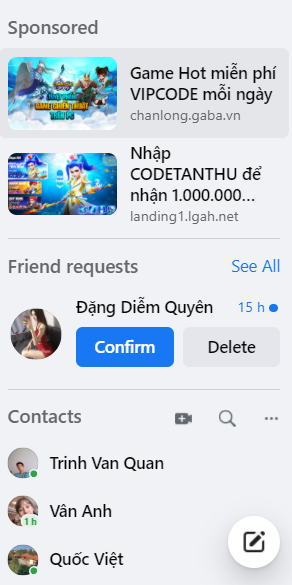 Sponsored
Game Hot miễn phí
VIPCODE mỗi ngày
chanlong.gaba.vn
Nhập
CODETANTHU để
nhận 1.000.000...
landing1.lgah.net
Friend requests
See All
Đặng Diễm Quyên
15 h
Confirm
Delete
Contacts
Trinh Van Quan
Vân Anh
1 h
Quốc Việt